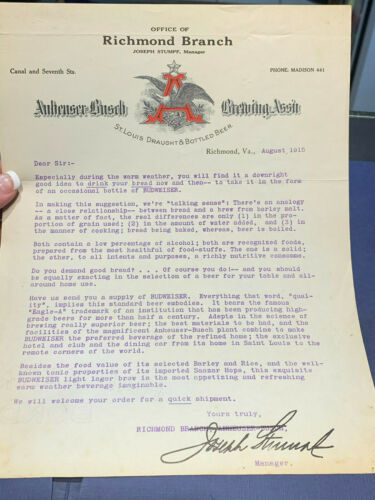 OFFICE OF
Richmond Branch
JOSEPH STUMPF, Manager
Canal and Seventh Sts.
PHONE: MADISON 441
Anheuser-Busch Brewing Ass'n
ST. LOUIS DRAUGHT & BOTTLED BEER.
Richmond, Va., August 1915
Dear Sir:-
Especially during the warm weather, you will find it a downright
good idea to drink your bread now and then-- to take it in the form
of an occasional bottle of BUDWEISER.
In making this suggestion, we're "talking sense"; There's an analogy
-- a close relationship-- between bread and a brew from barley malt.
As a matter of fact, the real differences are only (1) in the pro-
portion of grain used; (2) in the amount of water added, and (3) in
the manner of cooking; bread being baked, whereas, beer is boiled.
Both contain a low percentage of alcohol; both are recognized foods,
prepared from the most healthful of food-stuffs. The one is a solid;
the other, to all intents and purposes, a richly nutritive consomme.
Do you demand good bread? . . . Of course you do!-- and you should
be equally exacting in the selection of a beer for your table and all-
around home use.
Have us send you a supply of BUDWEISER. Everything that word, "qual-
ity", implies this standard beer embodies. It bears the famous
"Eagle-A" trademark of an institution that has been producing high-
grade beers for more than half a century. Adepts in the science of
brewing really superior beer; the best materials to be had, and the
facilities of the magnificent Anheuser-Busch plant combine to make
BUDWEISER the preferred beverage of the refined home; the exclusive
hotel and club and the dining car from its home in Saint Louis to the
remote corners of the world.
Besides the food value of its selected Barley and Rice, and the well-
known tonic properties of its imported Saazar Hops, this exquisite
BUDWEISER light lager brew is the most appetizing and refreshing
warm weather beverage imaginable.
We will welcome your order for a quick shipment.
Yours truly,
RICHMOND BRANCH-ANHEUSER-BUSCH,
Joseph Stumpf
Manager.